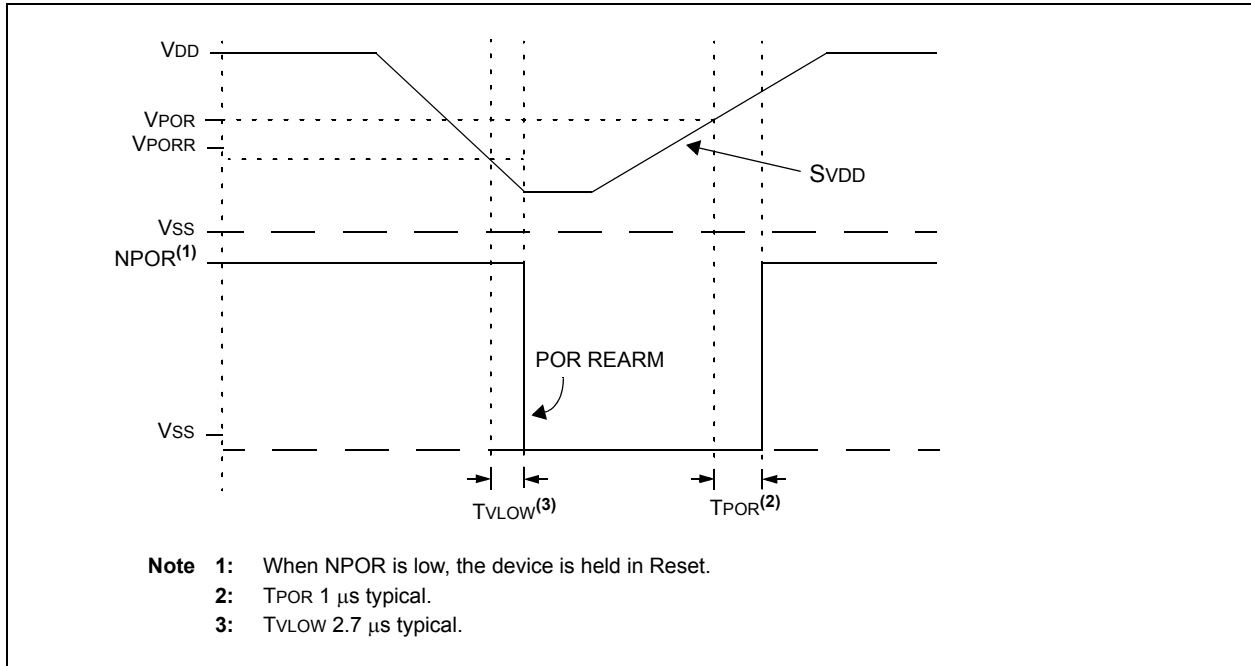 VDD
VPOR
VPORR
SVDD
VSS
NPOR(1)
POR REARM
VSS
TVLOW(3)
TPOR(2)
Note 1: When NPOR is low, the device is held in Reset.
2: TPOR 1 μs typical.
3: TVLOW 2.7 μs typical.